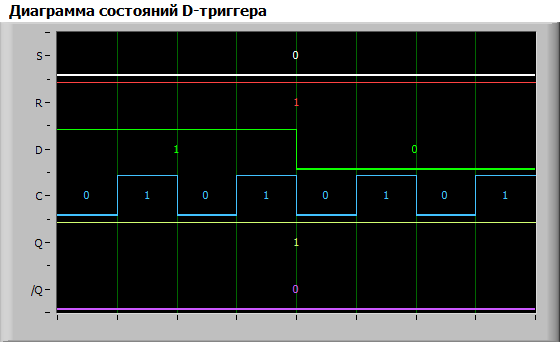 Диаграмма состояний D-триггера
S 0
R 1
D 1 0
C 0 1 0 1 0 1 0 1
Q 1
/Q 0